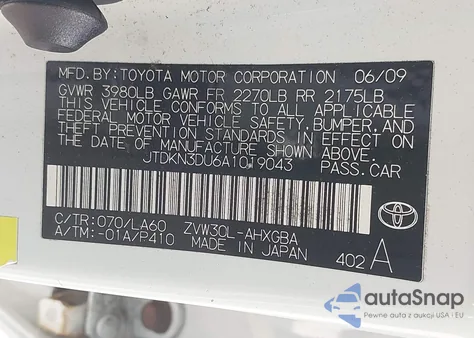 MFD. BY: TOYOTA MOTOR CORPORATION 06/09
GVWR 3980LB GAWR FR 2270LB RR 2175LB
THIS VEHICLE CONFORMS TO ALL APPLICABLE
FEDERAL MOTOR VEHICLE SAFETY, BUMPER, AND
THEFT PREVENTION STANDARDS IN EFFECT ON
THE DATE OF MANUFACTURE SHOWN ABOVE.
JTDKN3DU6A1 T9043 PASS.CAR
C/TR: 070/LA60 ZVW30L-AHXGBA
A/TM: -01A/P410 MADE IN JAPAN 402 A
TOYOTA
autoSnap
Pewne auta z aukcji USA i EU